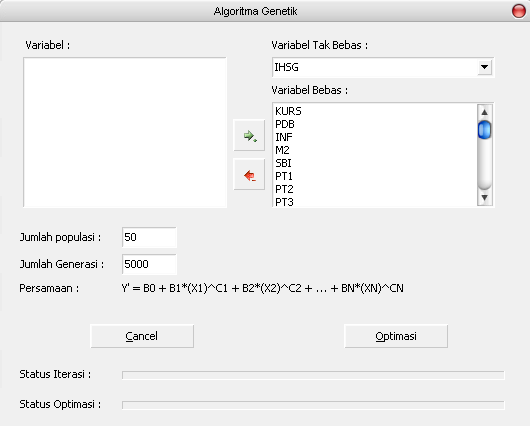 Algoritma Genetik
Variabel :
Variabel Tak Bebas :
IHSG
Variabel Bebas :
KURS
PDB
INF
M2
SBI
PT1
PT2
PT3
Jumlah populasi : 50
Jumlah Generasi : 5000
Persamaan : Y' = B0 + B1*(X1)^C1 + B2*(X2)^C2 + ... + BN*(XN)^CN
Cancel Optimasi
Status Iterasi :
Status Optimasi :